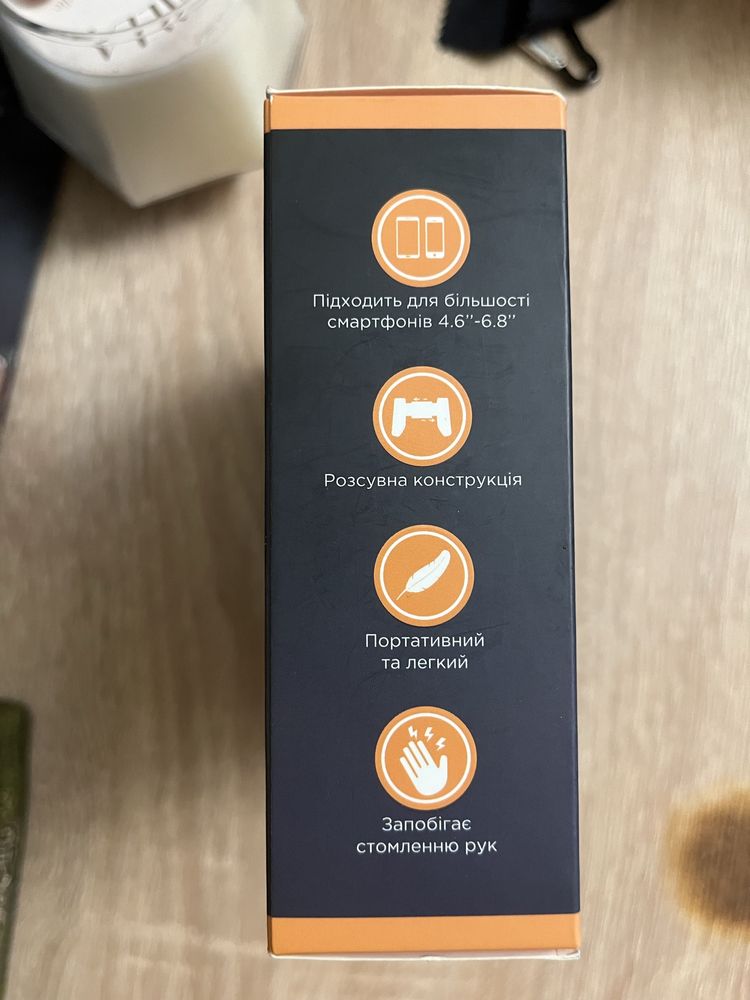 Підходить для більшості
смартфонів 4.6’’-6.8’’
Розсувна конструкція
Портативний
та легкий
Запобігає
стомленню рук